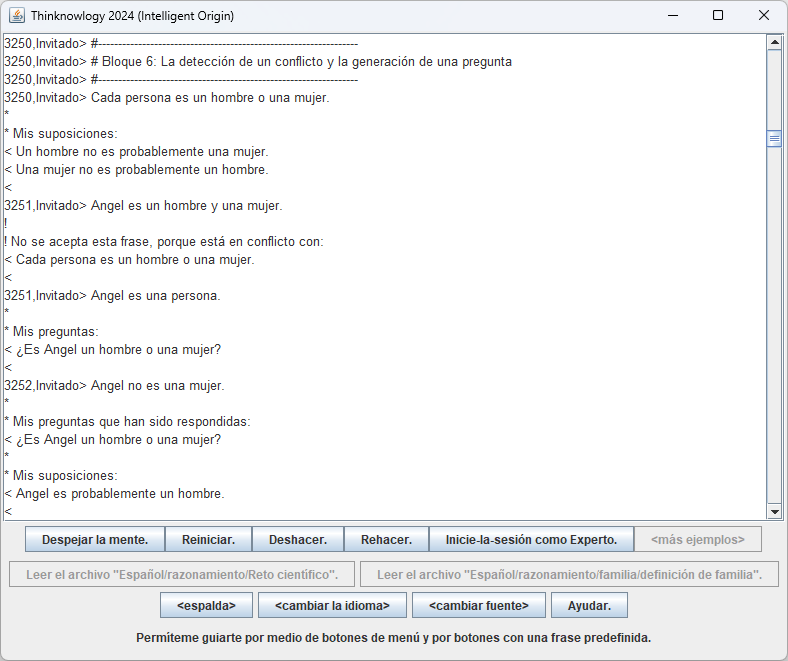 Thinknowlogy 2024 (Intelligent Origin)
3250,Invitado> #-----------------------------------------------------------------
3250,Invitado> # Bloque 6: La detección de un conflicto y la generación de una pregunta
3250,Invitado> #-----------------------------------------------------------------
3250,Invitado> Cada persona es un hombre o una mujer.
*
* Mis suposiciones:
< Un hombre no es probablemente una mujer.
< Una mujer no es probablemente un hombre.
<
3251,Invitado> Angel es un hombre y una mujer.
!
! No se acepta esta frase, porque está en conflicto con:
< Cada persona es un hombre o una mujer.
<
3251,Invitado> Angel es una persona.
*
* Mis preguntas:
< ¿Es Angel un hombre o una mujer?
<
3252,Invitado> Angel no es una mujer.
*
* Mis preguntas que han sido respondidas:
< ¿Es Angel un hombre o una mujer?
*
* Mis suposiciones:
< Angel es probablemente un hombre.
<
Despejar la mente. Reiniciar. Deshacer. Rehacer. Inicie-la-sesión como Experto. <más ejemplos>
Leer el archivo "Español/razonamiento/Reto científico". Leer el archivo "Español/razonamiento/familia/definición de familia".
<espalda> <cambiar la idioma> <cambiar fuente> Ayudar.
Permíteme guiarte por medio de botones de menú y por botones con una frase predefinida.